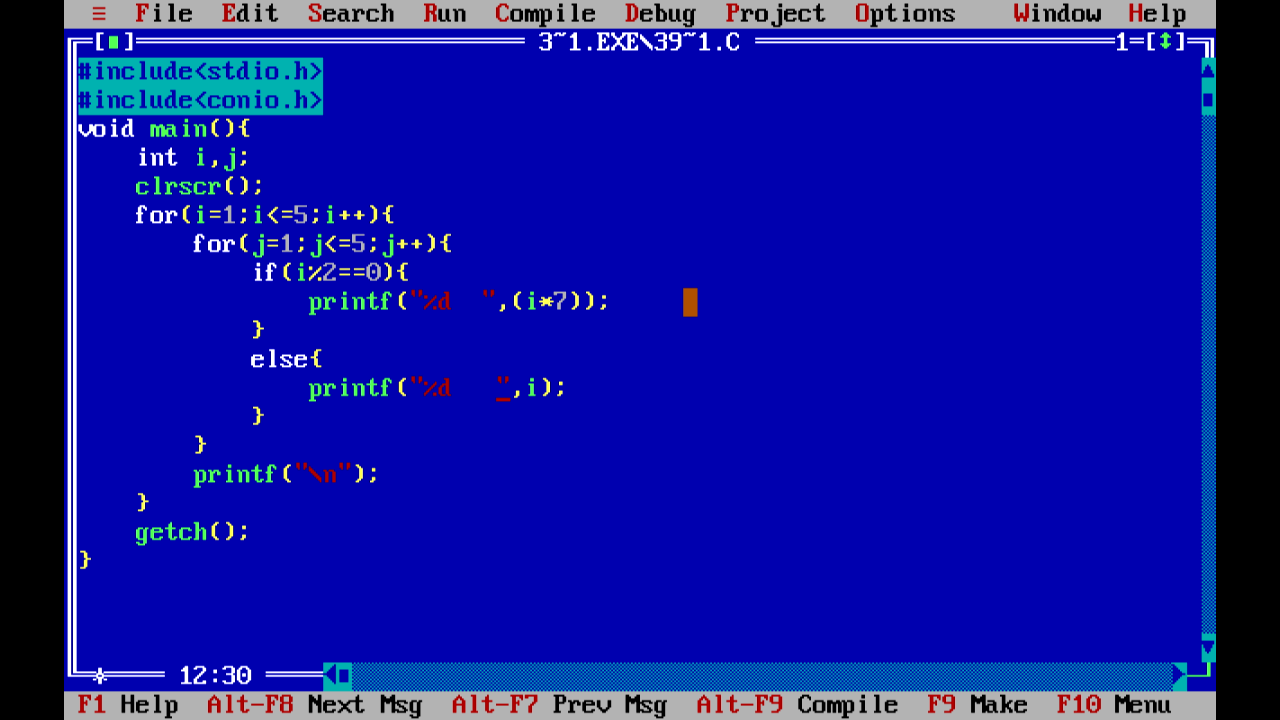 ≡ File Edit Search Run Compile Debug Project Options Window Help
[■] 3~1.EXE\39~1.C 1=[↕]
#include<stdio.h>
#include<conio.h>
void main(){
    int i,j;
    clrscr();
    for(i=1;i<=5;i++){
        for(j=1;j<=5;j++){
            if(i%2==0){
                printf("%d  ",(i*7));
            }
            else{
                printf("%d   ",i);
            }
        }
        printf("\n");
    }
    getch();
}
12:30
F1 Help Alt-F8 Next Msg Alt-F7 Prev Msg Alt-F9 Compile F9 Make F10 Menu